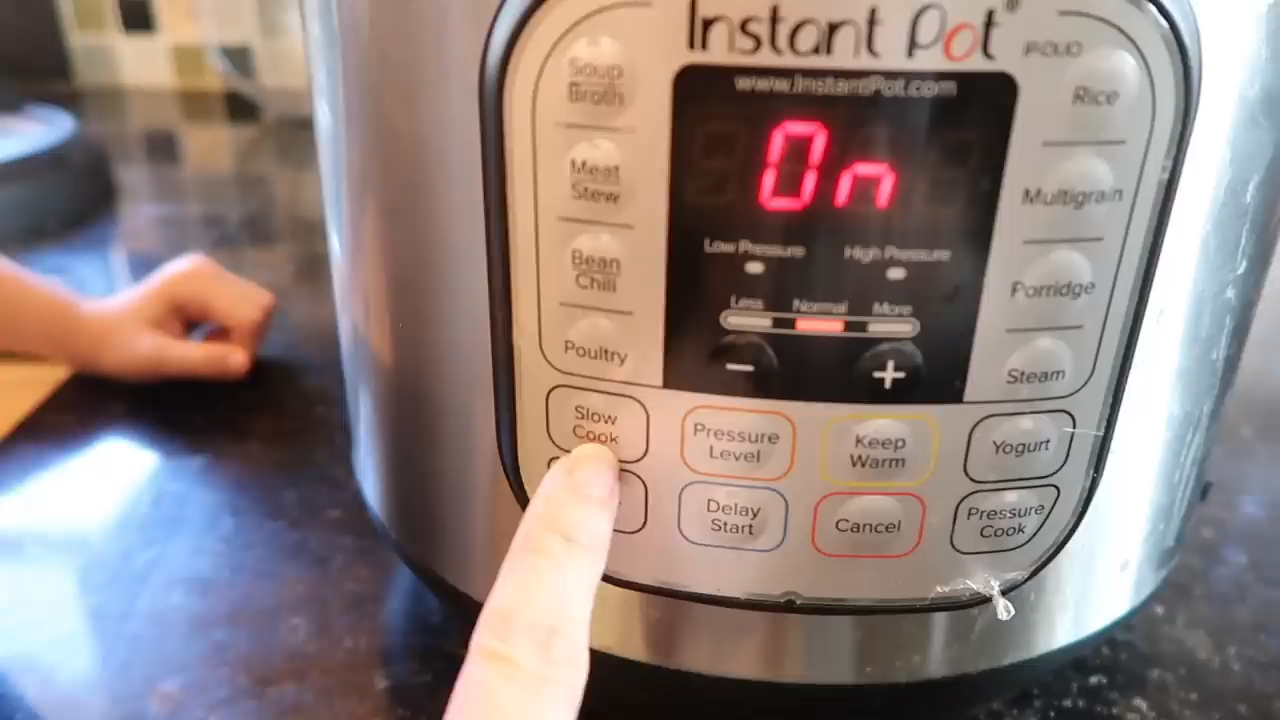 Instant Pot®
IP-DUO
www.InstantPot.com
On
Soup
Broth
Meat
Stew
Bean
Chili
Poultry
Low Pressure
High Pressure
Less
Normal
More
−
+
Rice
Multigrain
Porridge
Steam
Slow
Cook
Pressure
Level
Keep
Warm
Yogurt
Delay
Start
Cancel
Pressure
Cook